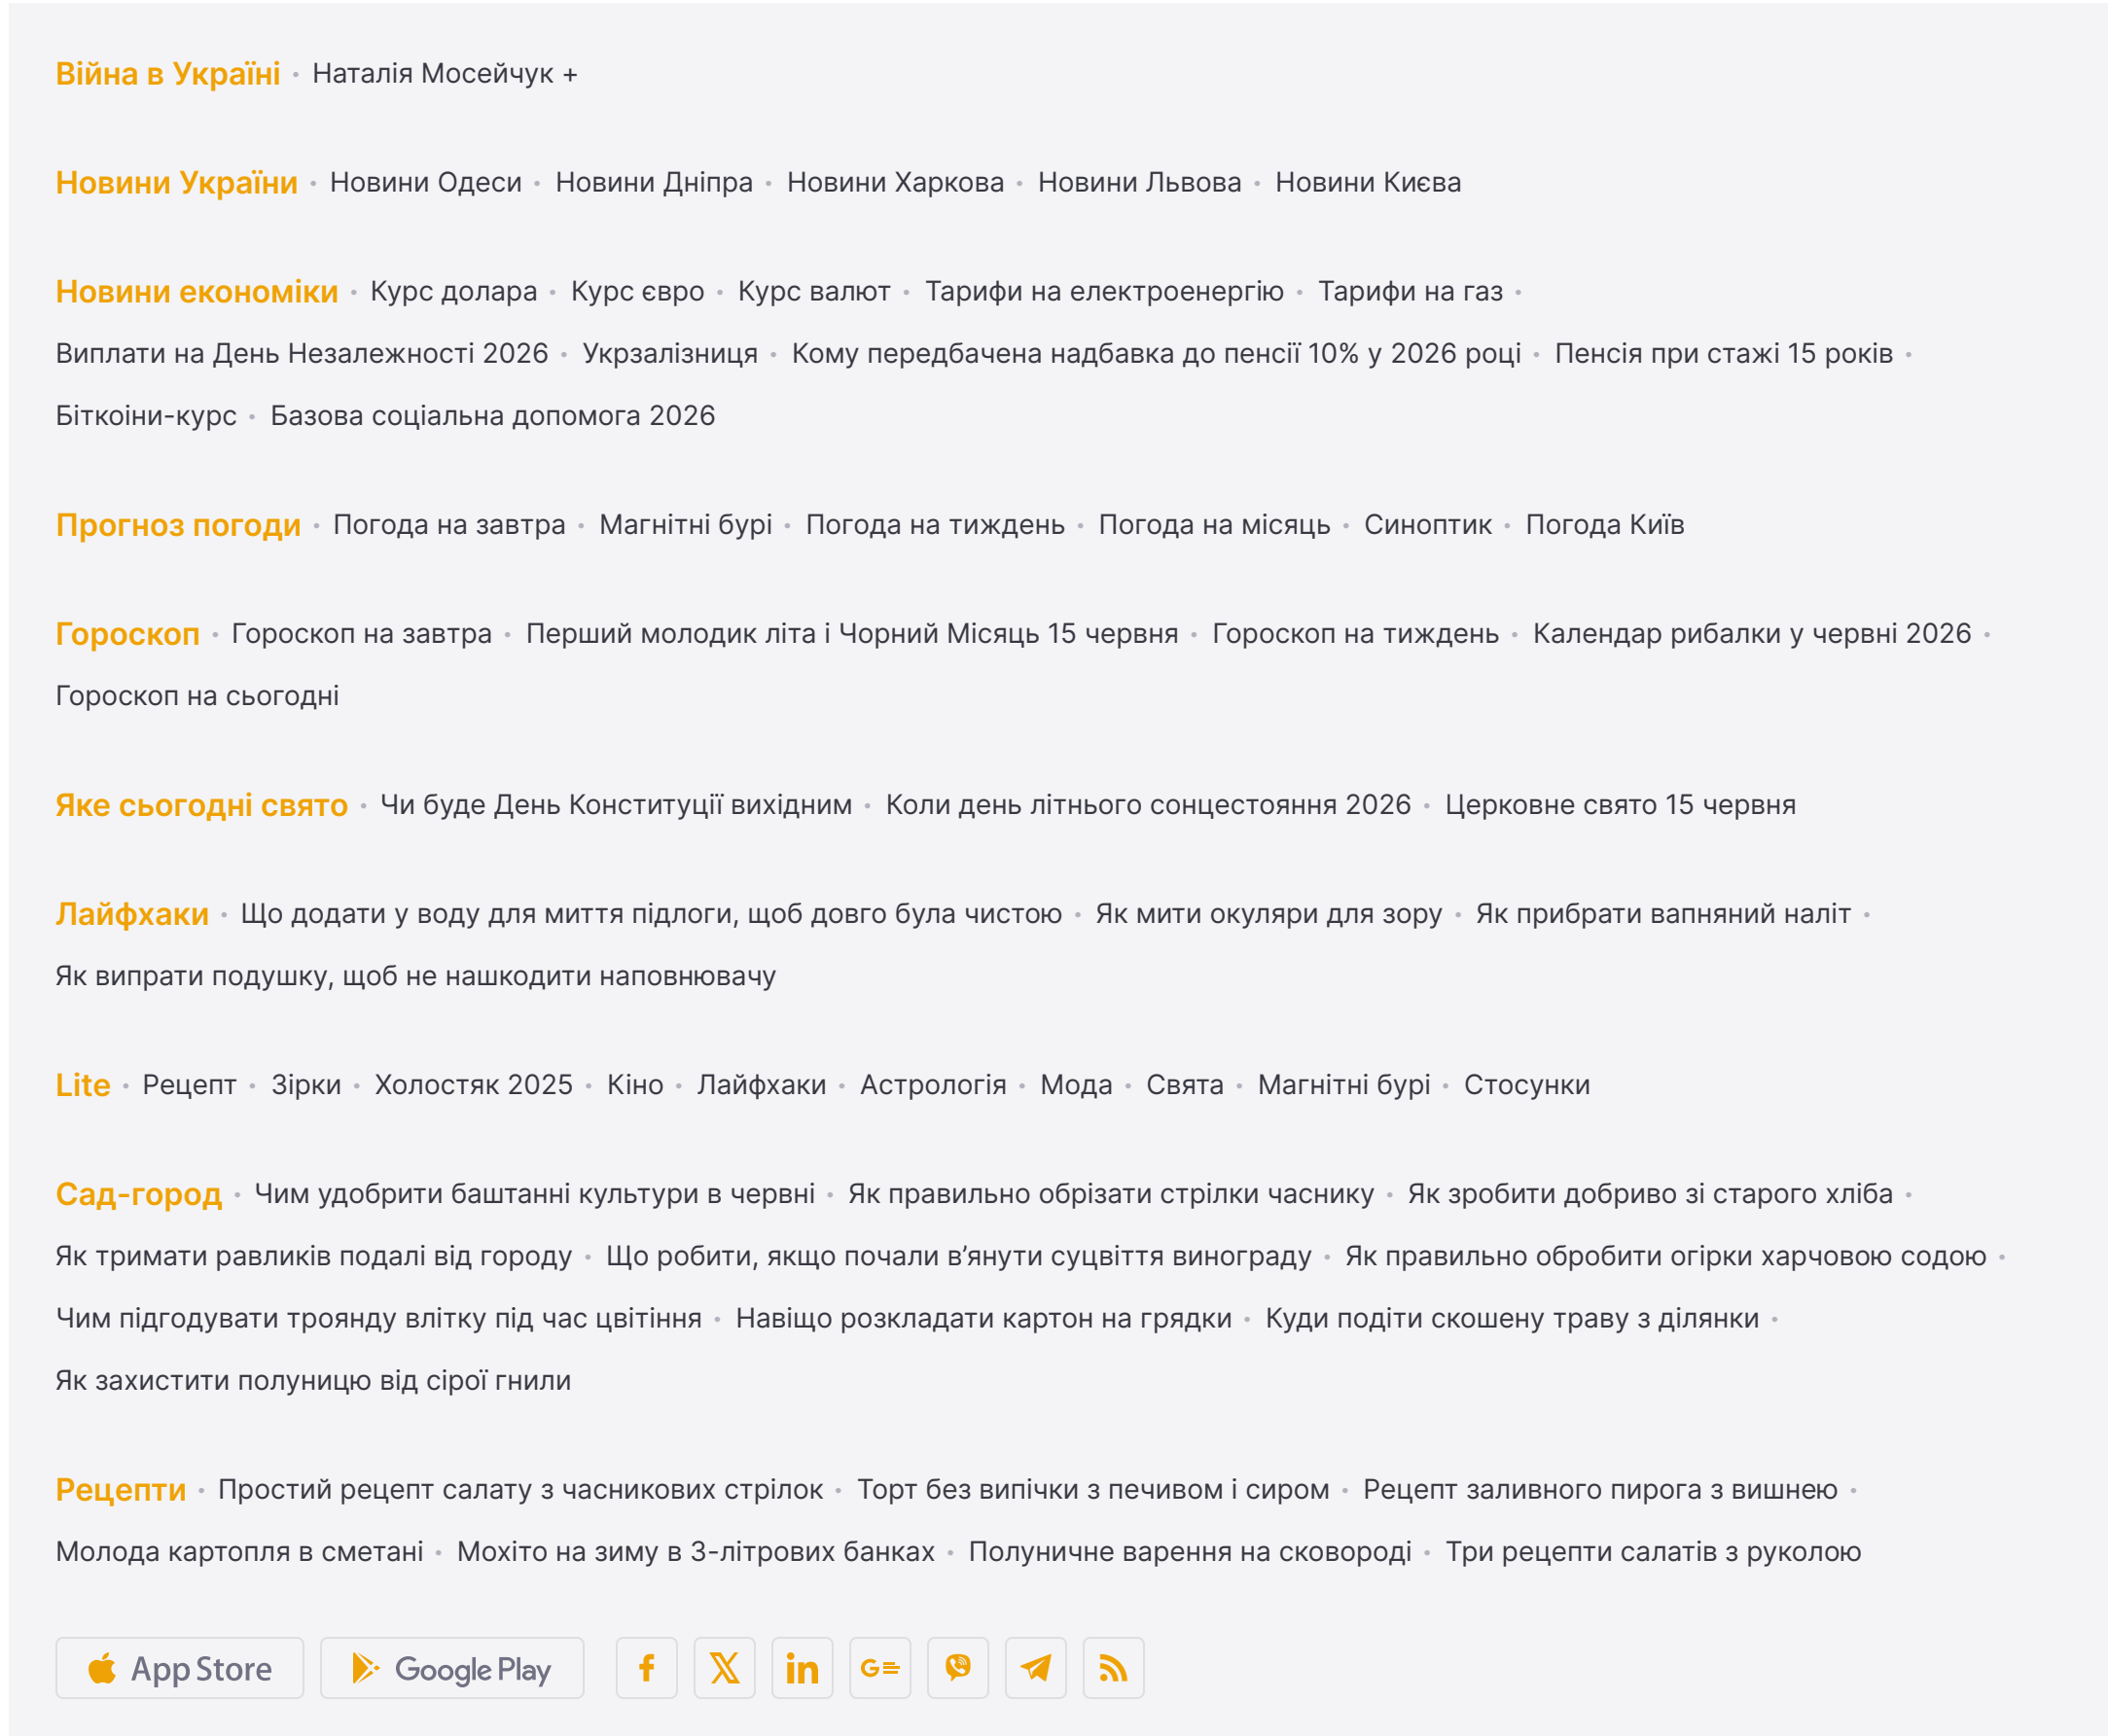 Війна в Україні · Наталія Мосейчук +
Новини України · Новини Одеси · Новини Дніпра · Новини Харкова · Новини Львова · Новини Києва
Новини економіки · Курс долара · Курс євро · Курс валют · Тарифи на електроенергію · Тарифи на газ ·
Виплати на День Незалежності 2026 · Укрзалізниця · Кому передбачена надбавка до пенсії 10% у 2026 році · Пенсія при стажі 15 років ·
Біткоіни-курс · Базова соціальна допомога 2026
Прогноз погоди · Погода на завтра · Магнітні бурі · Погода на тиждень · Погода на місяць · Синоптик · Погода Київ
Гороскоп · Гороскоп на завтра · Перший молодик літа і Чорний Місяць 15 червня · Гороскоп на тиждень · Календар рибалки у червні 2026 ·
Гороскоп на сьогодні
Яке сьогодні свято · Чи буде День Конституції вихідним · Коли день літнього сонцестояння 2026 · Церковне свято 15 червня
Лайфхаки · Що додати у воду для миття підлоги, щоб довго була чистою · Як мити окуляри для зору · Як прибрати вапняний наліт ·
Як випрати подушку, щоб не нашкодити наповнювачу
Lite · Рецепт · Зірки · Холостяк 2025 · Кіно · Лайфхаки · Астрологія · Мода · Свята · Магнітні бурі · Стосунки
Сад-город · Чим удобрити баштанні культури в червні · Як правильно обрізати стрілки часнику · Як зробити добриво зі старого хліба ·
Як тримати равликів подалі від городу · Що робити, якщо почали в’янути суцвіття винограду · Як правильно обробити огірки харчовою содою ·
Чим підгодувати троянду влітку під час цвітіння · Навіщо розкладати картон на грядки · Куди подіти скошену траву з ділянки ·
Як захистити полуницю від сірої гнили
Рецепти · Простий рецепт салату з часникових стрілок · Торт без випічки з печивом і сиром · Рецепт заливного пирога з вишнею ·
Молода картопля в сметані · Мохіто на зиму в 3-літрових банках · Полуничне варення на сковороді · Три рецепти салатів з руколою
App Store Google Play